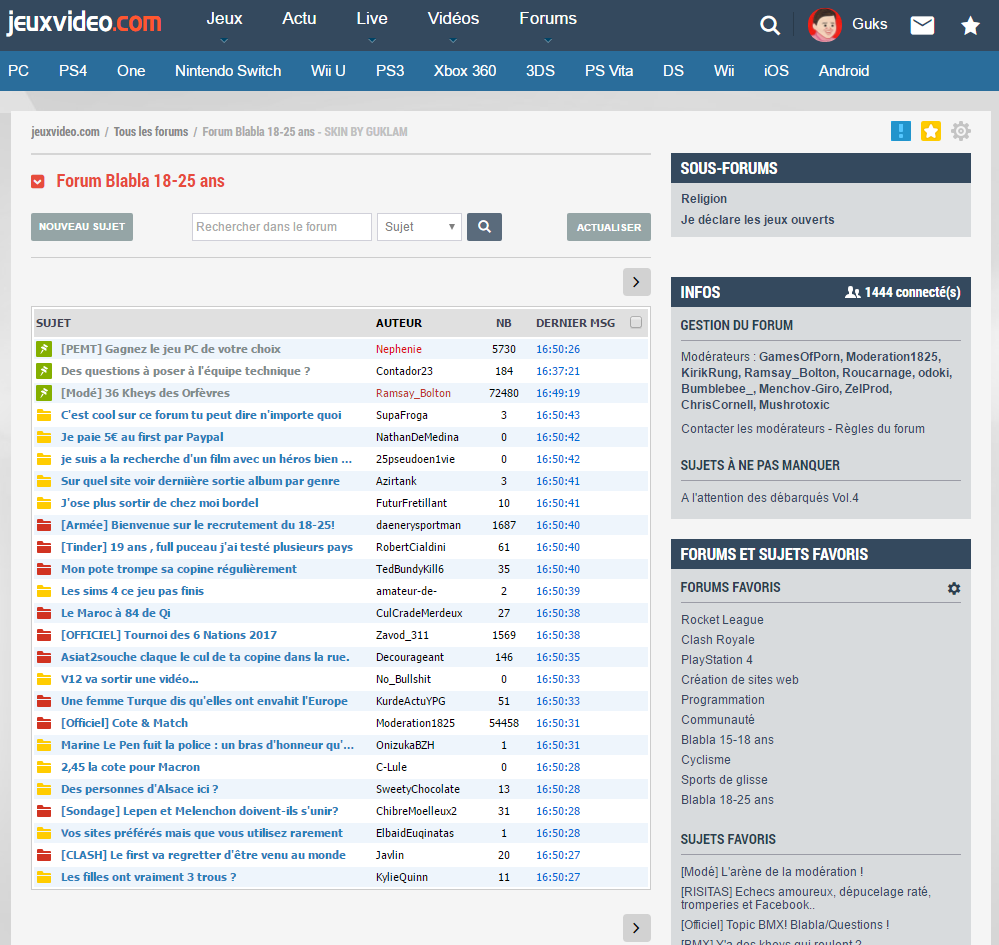 jeuxvideo.com Jeux Actu Live Vidéos Forums Guks
PC PS4 One Nintendo Switch Wii U PS3 Xbox 360 3DS PS Vita DS Wii iOS Android
jeuxvideo.com / Tous les forums / Forum Blabla 18-25 ans - SKIN BY GUKLAM
Forum Blabla 18-25 ans
NOUVEAU SUJET Rechercher dans le forum Sujet ACTUALISER
SUJET AUTEUR NB DERNIER MSG
[PEMT] Gagnez le jeu PC de votre choix Nephenie 5730 16:50:26
Des questions à poser à l'équipe technique ? Contador23 184 16:37:21
[Modé] 36 Kheys des Orfèvres Ramsay_Bolton 72480 16:49:19
C'est cool sur ce forum tu peut dire n'importe quoi SupaFroga 3 16:50:43
Je paie 5€ au first par Paypal NathanDeMedina 0 16:50:42
je suis a la recherche d'un film avec un héros bien ... 25pseudoen1vie 0 16:50:42
Sur quel site voir derniière sortie album par genre Azirtank 3 16:50:41
J'ose plus sortir de chez moi bordel FuturFretillant 10 16:50:41
[Armée] Bienvenue sur le recrutement du 18-25! daenerysportman 1687 16:50:40
[Tinder] 19 ans , full puceau j'ai testé plusieurs pays RobertCialdini 61 16:50:40
Mon pote trompe sa copine régulièrement TedBundyKill6 35 16:50:40
Les sims 4 ce jeu pas finis amateur-de- 2 16:50:39
Le Maroc à 84 de Qi CulCradeMerdeux 27 16:50:38
[OFFICIEL] Tournoi des 6 Nations 2017 Zavod_311 1569 16:50:38
Asiat2souche claque le cul de ta copine dans la rue. Decourageant 146 16:50:35
V12 va sortir une vidéo... No_Bullshit 0 16:50:33
Une femme Turque dis qu'elles ont envahit l'Europe KurdeActuYPG 51 16:50:33
[Officiel] Cote & Match Moderation1825 54458 16:50:31
Marine Le Pen fuit la police : un bras d'honneur qu'... OnizukaBZH 1 16:50:31
2,45 la cote pour Macron C-Lule 0 16:50:28
Des personnes d'Alsace ici ? SweetyChocolate 13 16:50:28
[Sondage] Lepen et Melenchon doivent-ils s'unir? ChibreMoelleux2 31 16:50:28
Vos sites préférés mais que vous utilisez rarement ElbaidEuqinatas 1 16:50:28
[CLASH] Le first va regretter d'être venu au monde Javlin 20 16:50:27
Les filles ont vraiment 3 trous ? KylieQuinn 11 16:50:27
SOUS-FORUMS
Religion
Je déclare les jeux ouverts
INFOS 1444 connecté(s)
GESTION DU FORUM
Modérateurs : GamesOfPorn, Moderation1825,
KirikRung, Ramsay_Bolton, Roucarnage, odoki,
Bumblebee_, Menchov-Giro, ZelProd,
ChrisCornell, Mushrotoxic
Contacter les modérateurs - Règles du forum
SUJETS À NE PAS MANQUER
A l'attention des débarqués Vol.4
FORUMS ET SUJETS FAVORIS
FORUMS FAVORIS
Rocket League
Clash Royale
PlayStation 4
Création de sites web
Programmation
Communauté
Blabla 15-18 ans
Cyclisme
Sports de glisse
Blabla 18-25 ans
SUJETS FAVORIS
[Modé] L'arène de la modération !
[RISITAS] Echecs amoureux, dépucelage raté,
tromperies et Facebook..
[Officiel] Topic BMX! Blabla/Questions !
[BMX] Y'a des kheys qui roulent ?